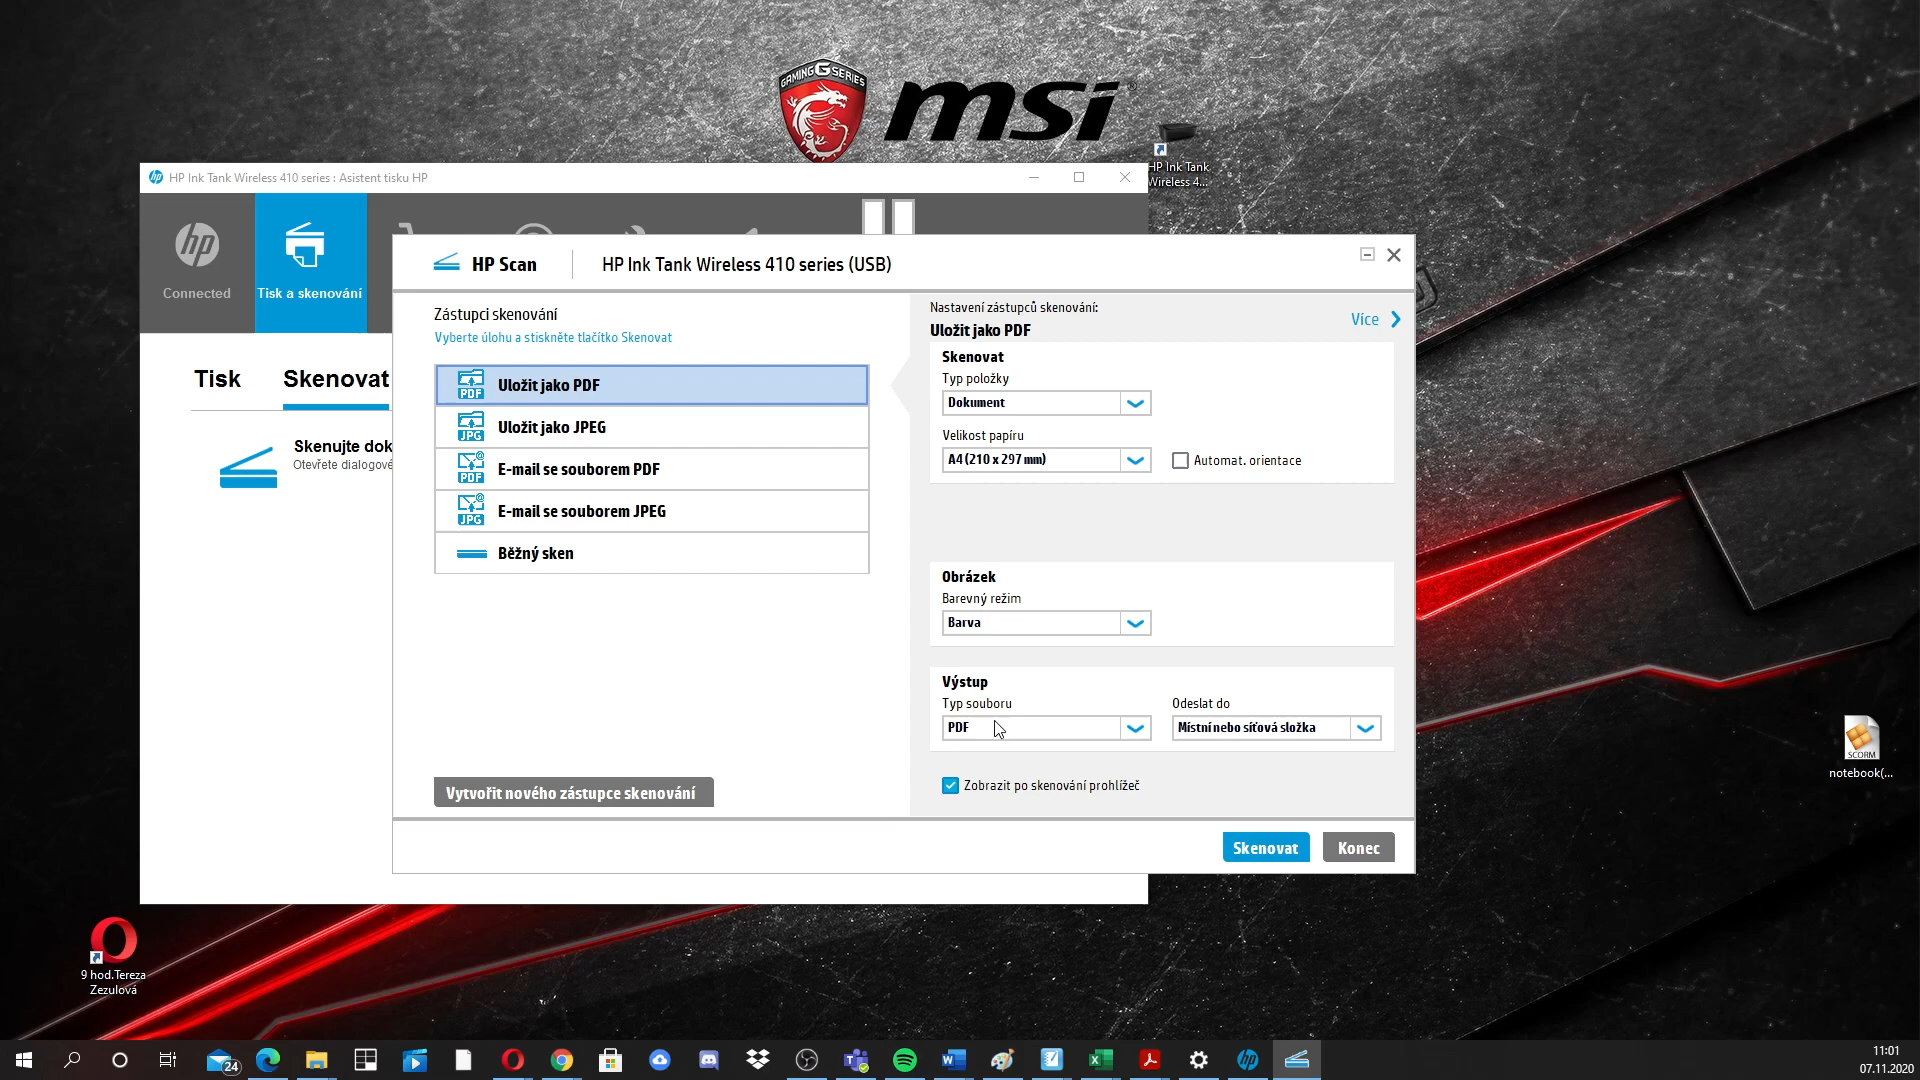 GAMING G SERIES
msi
HP Ink Tank
Wireless 4...
HP Ink Tank Wireless 410 series : Asistent tisku HP
hp
Connected
Tisk a skenování
Tisk
Skenovat
Skenujte dok
Otevřete dialogové
HP Scan
HP Ink Tank Wireless 410 series (USB)
Zástupci skenování
Vyberte úlohu a stiskněte tlačítko Skenovat
PDF
Uložit jako PDF
JPG
Uložit jako JPEG
PDF
E-mail se souborem PDF
JPG
E-mail se souborem JPEG
Běžný sken
Vytvořit nového zástupce skenování
Nastavení zástupců skenování:
Uložit jako PDF
Více
Skenovat
Typ položky
Dokument
Velikost papíru
A4 (210 x 297 mm)
Automat. orientace
Obrázek
Barevný režim
Barva
Výstup
Typ souboru
PDF
Odeslat do
Místní nebo síťová složka
Zobrazit po skenování prohlížeč
Skenovat
Konec
SCORM
notebook(...
9 hod.Tereza
Zezulová
24
11:01
07.11.2020